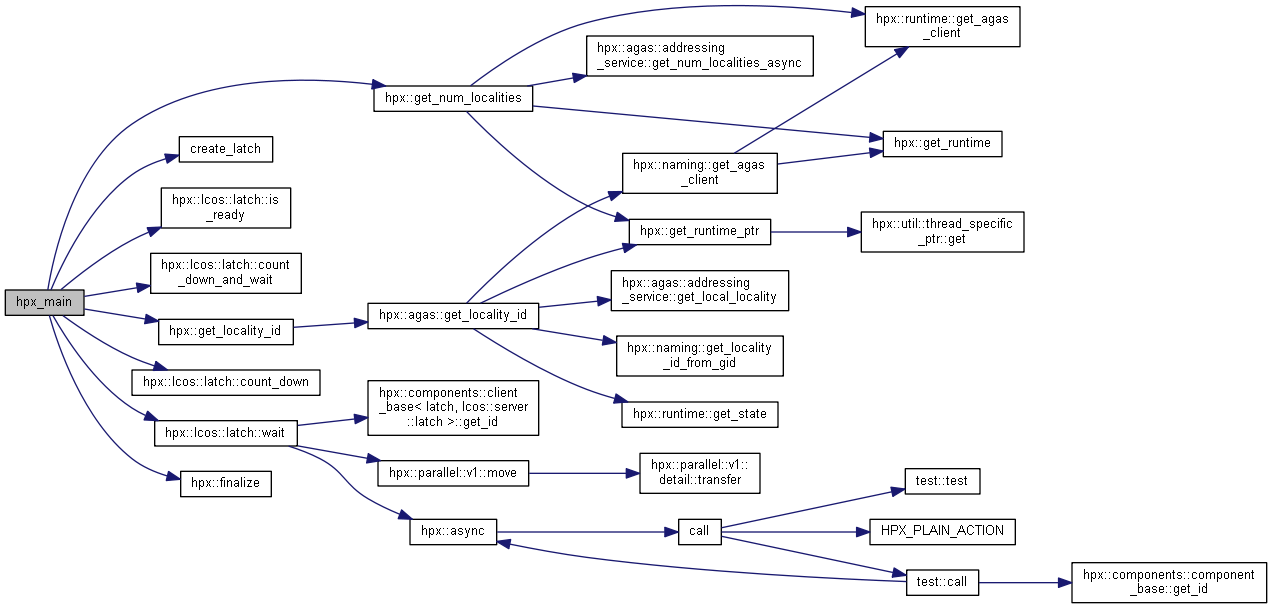 hpx_main
hpx::get_num_localities
create_latch
hpx::lcos::latch::is
_ready
hpx::lcos::latch::count
_down_and_wait
hpx::get_locality_id
hpx::lcos::latch::count_down
hpx::lcos::latch::wait
hpx::finalize
hpx::agas::get_locality_id
hpx::components::client
_base< latch, lcos::server
::latch >::get_id
hpx::parallel::v1::move
hpx::async
hpx::agas::addressing
_service::get_num_localities_async
hpx::naming::get_agas
_client
hpx::get_runtime_ptr
hpx::agas::addressing
_service::get_local_locality
hpx::naming::get_locality
_id_from_gid
hpx::runtime::get_state
hpx::parallel::v1::
detail::transfer
call
hpx::runtime::get_agas
_client
hpx::get_runtime
hpx::util::thread_specific
_ptr::get
test::test
HPX_PLAIN_ACTION
test::call
hpx::components::component
_base::get_id